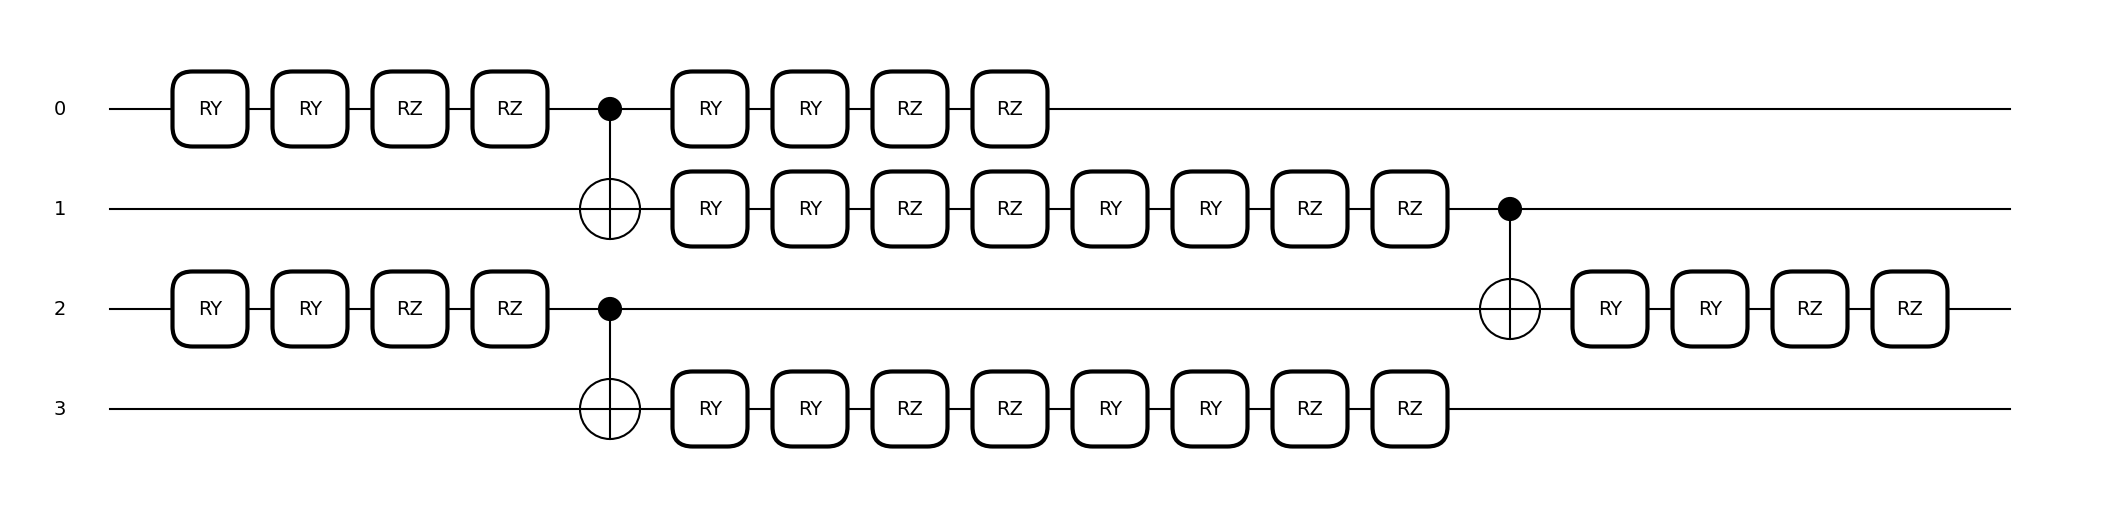 0 RY RY RZ RZ RY RY RZ RZ
1 RY RY RZ RZ RY RY RZ RZ
2 RY RY RZ RZ RY RY RZ RZ
3 RY RY RZ RZ RY RY RZ RZ